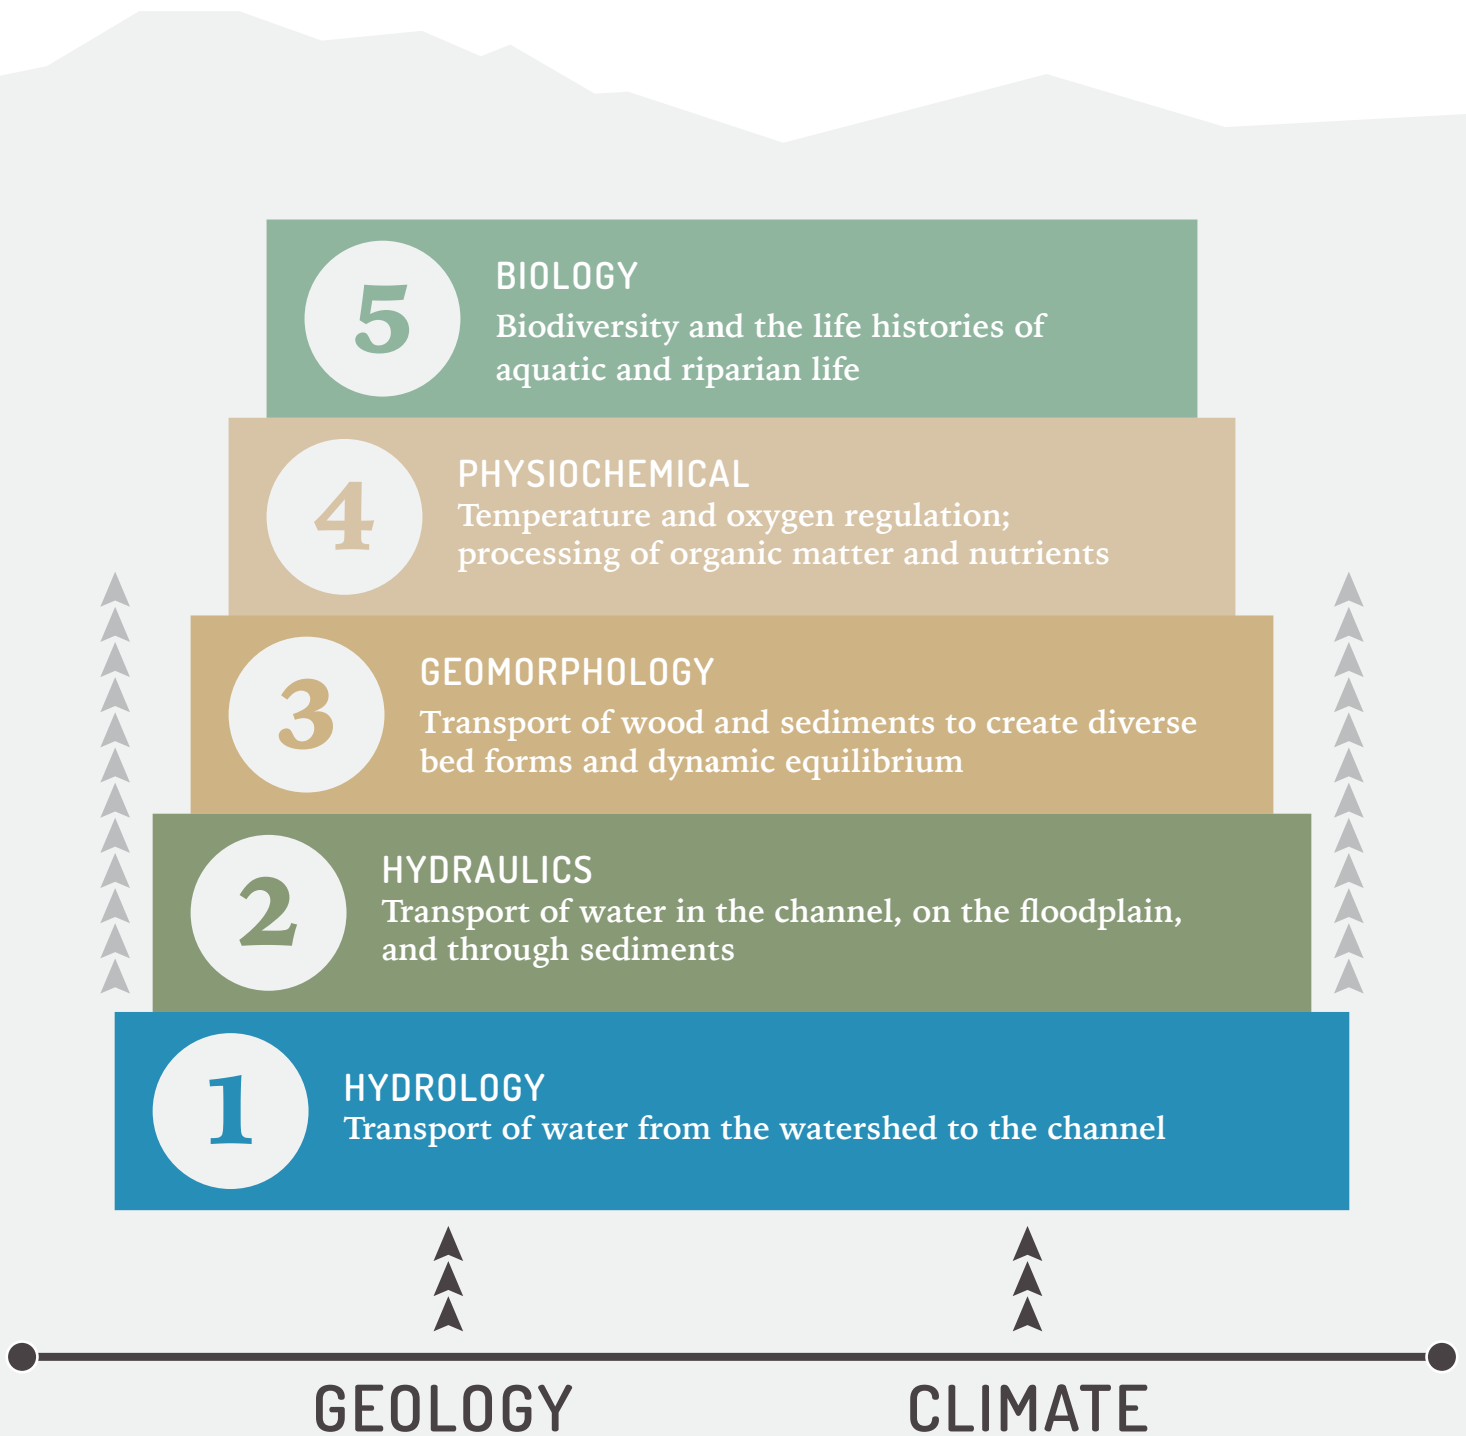 5
BIOLOGY
Biodiversity and the life histories of
aquatic and riparian life
4
PHYSIOCHEMICAL
Temperature and oxygen regulation;
processing of organic matter and nutrients
3
GEOMORPHOLOGY
Transport of wood and sediments to create diverse
bed forms and dynamic equilibrium
2
HYDRAULICS
Transport of water in the channel, on the floodplain,
and through sediments
1
HYDROLOGY
Transport of water from the watershed to the channel
GEOLOGY
CLIMATE